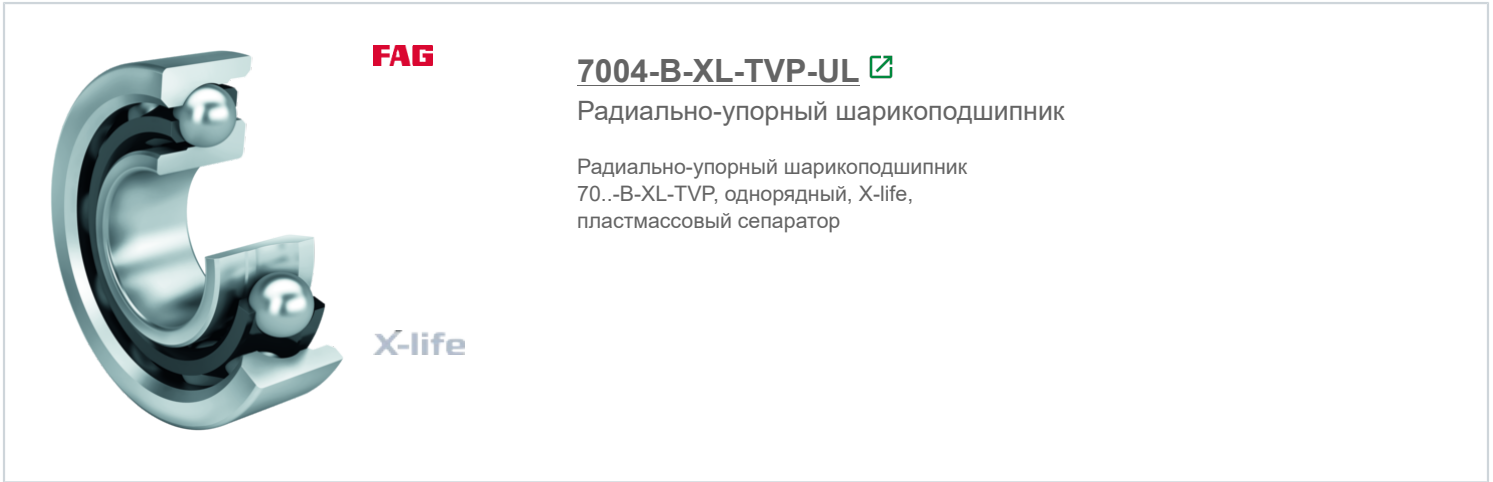 FAG
7004-B-XL-TVP-UL
Радиально-упорный шарикоподшипник
Радиально-упорный шарикоподшипник
70..-B-XL-TVP, однорядный, X-life,
пластмассовый сепаратор
X-life